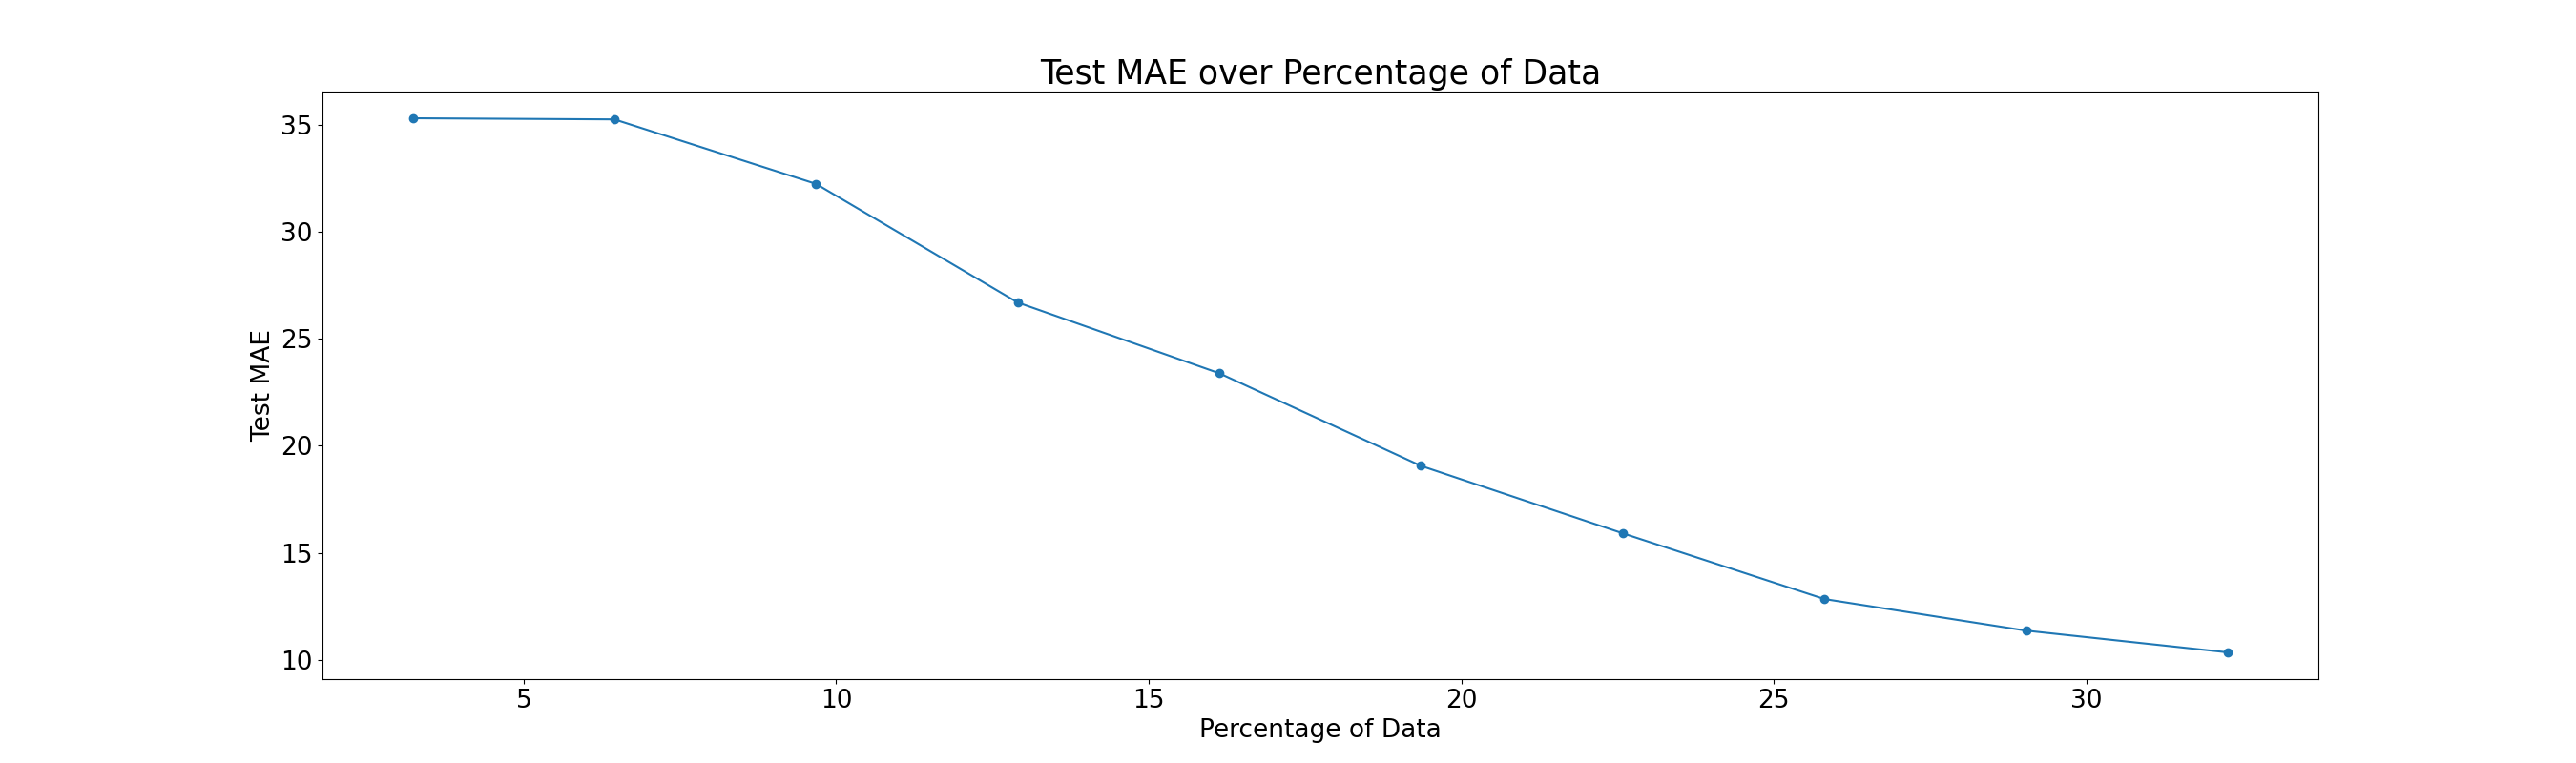 Test MAE over Percentage of Data
35
30
25
20
15
10
Test MAE
5 10 15 20 25 30
Percentage of Data